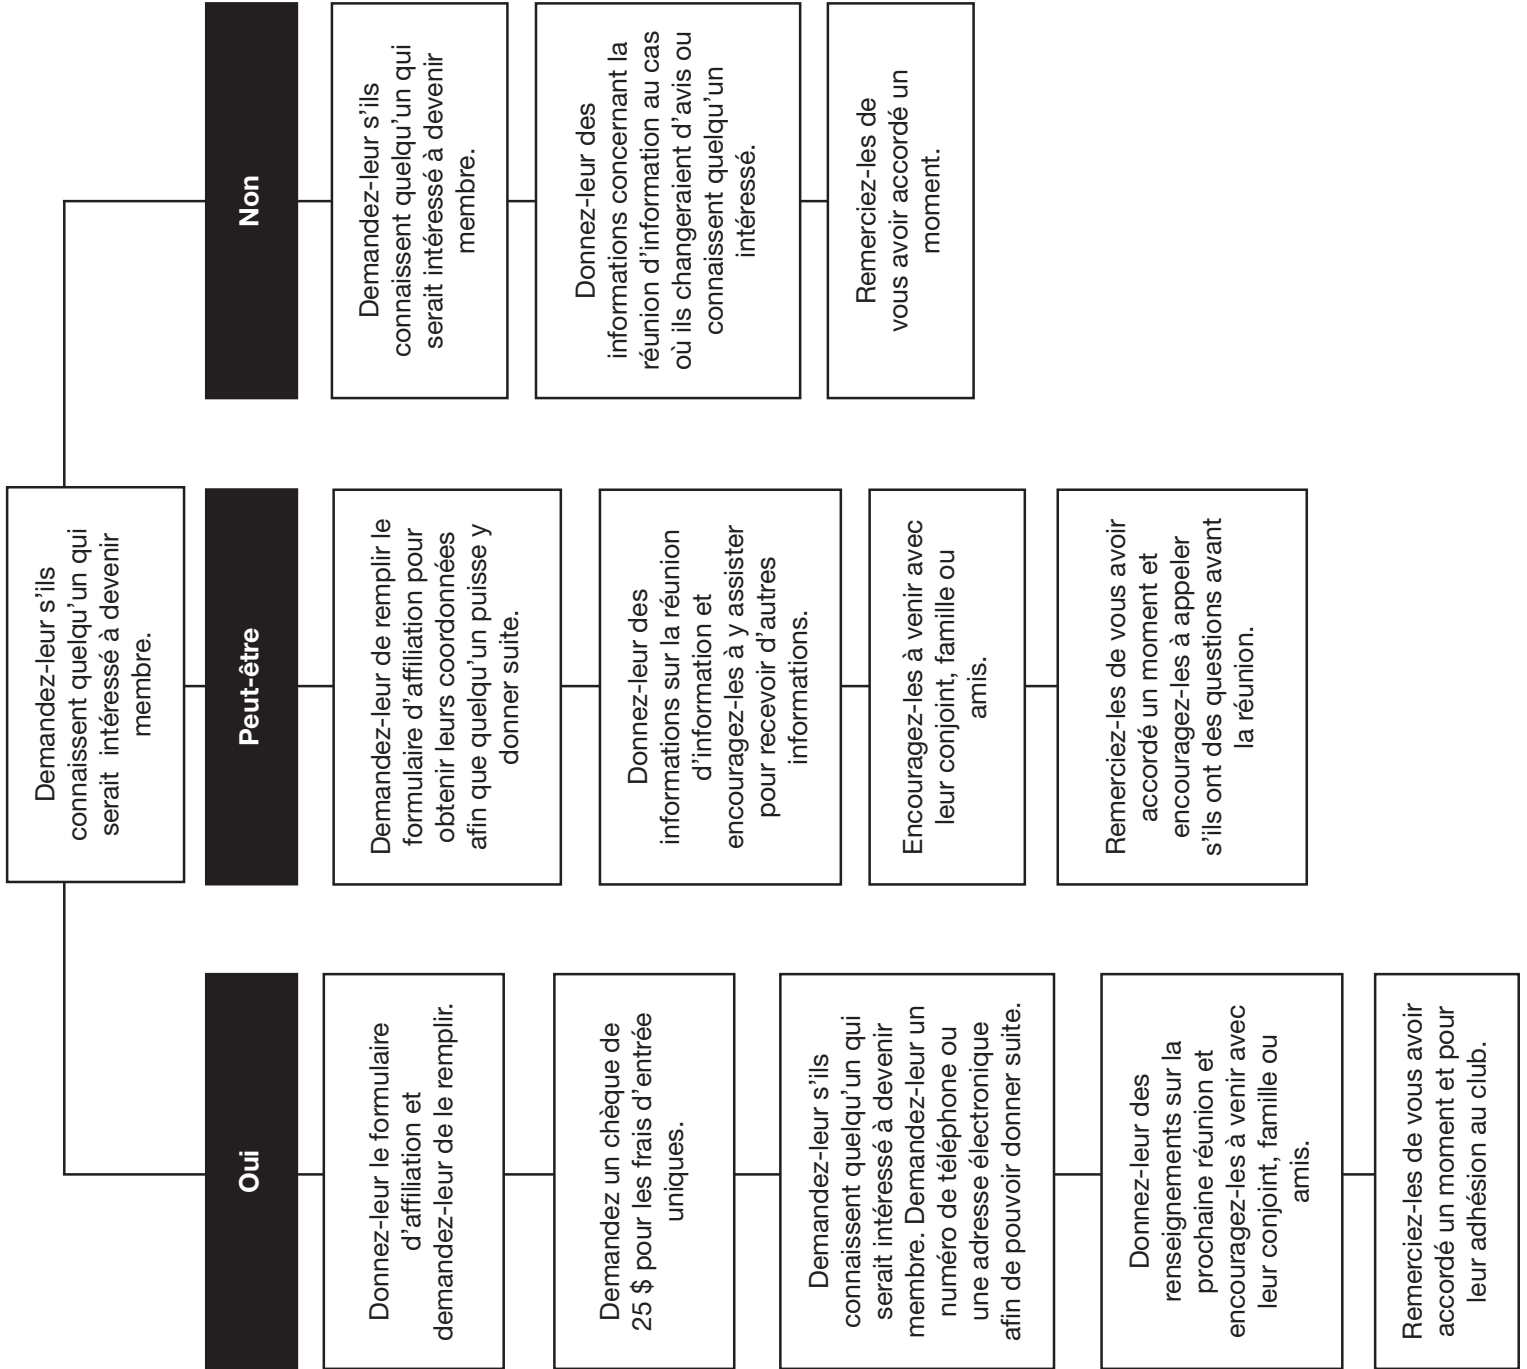 Demandez-leur s'ils
connaissent quelqu'un qui
serait intéressé à devenir
membre.
Oui
Donnez-leur le formulaire
d'affiliation et
demandez-leur de le remplir.
Demandez un chèque de
25 $ pour les frais d'entrée
uniques.
Demandez-leur s'ils
connaissent quelqu'un qui
serait intéressé à devenir
membre. Demandez-leur un
numéro de téléphone ou
une adresse électronique
afin de pouvoir donner suite.
Donnez-leur des
renseignements sur la
prochaine réunion et
encouragez-les à venir avec
leur conjoint, famille ou
amis.
Remerciez-les de vous avoir
accordé un moment et pour
leur adhésion au club.
Peut-être
Demandez-leur de remplir le
formulaire d'affiliation pour
obtenir leurs coordonnées
afin que quelqu'un puisse y
donner suite.
Donnez-leur des
informations sur la réunion
d'information et
encouragez-les à y assister
pour recevoir d'autres
informations.
Encouragez-les à venir avec
leur conjoint, famille ou
amis.
Remerciez-les de vous avoir
accordé un moment et
encouragez-les à appeler
s'ils ont des questions avant
la réunion.
Non
Demandez-leur s'ils
connaissent quelqu'un qui
serait intéressé à devenir
membre.
Donnez-leur des
informations concernant la
réunion d'information au cas
où ils changeraient d'avis ou
connaissent quelqu'un
intéressé.
Remerciez-les de
vous avoir accordé un
moment.